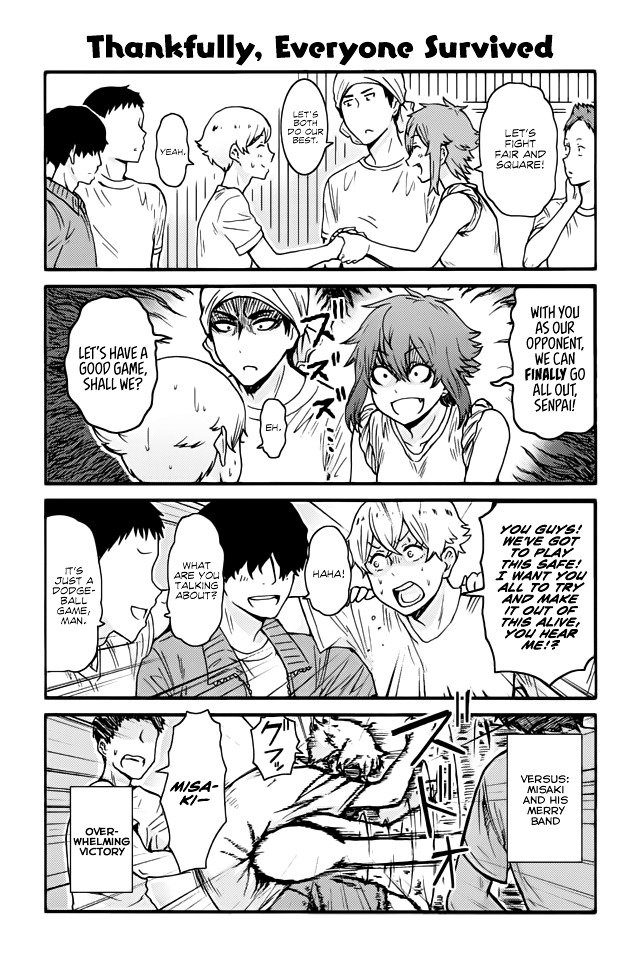 Thankfully, Everyone Survived
LET'S
FIGHT
FAIR AND
SQUARE!
LET'S
BOTH
DO OUR
BEST.
YEAH.
WITH YOU
AS OUR
OPPONENT,
WE CAN
FINALLY GO
ALL OUT,
SENPAI!
EH.
LET'S HAVE A
GOOD GAME,
SHALL WE?
YOU GUYS!
WE'VE GOT
TO PLAY
THIS SAFE!
I WANT YOU
ALL TO TRY
AND MAKE
IT OUT OF
THIS ALIVE,
YOU HEAR
ME!?
HAHA!
WHAT
ARE YOU
TALKING
ABOUT?
IT'S
JUST A
DODGE-
BALL
GAME,
MAN.
VERSUS:
MISAKI
AND HIS
MERRY
BAND
MISA-
KI—
OVER-
WHELMING
VICTORY